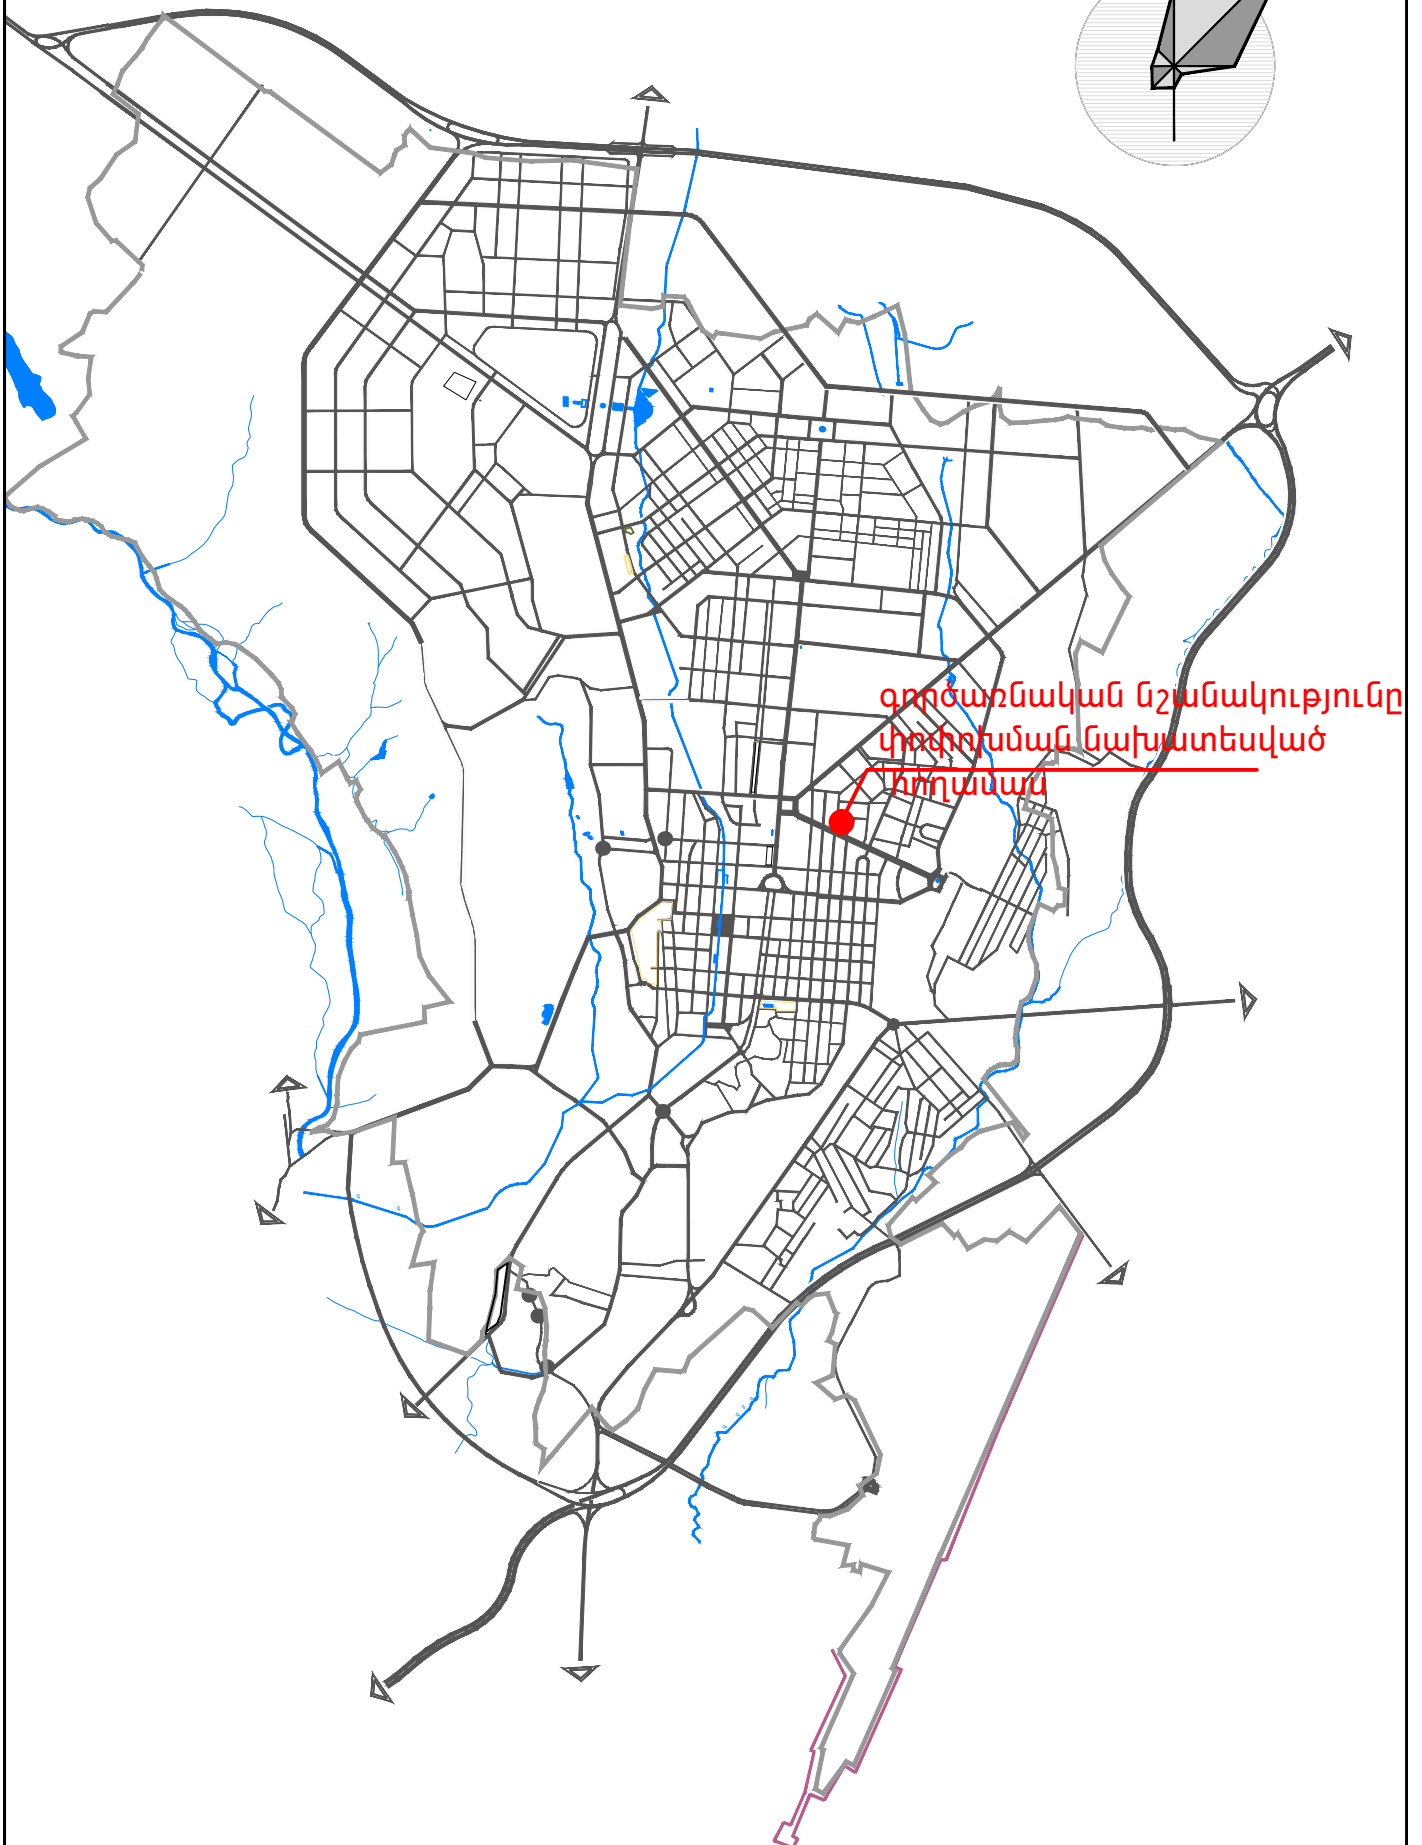 գործառնական նշանակությունը
փոփոխման նախատեսված
հողամաս